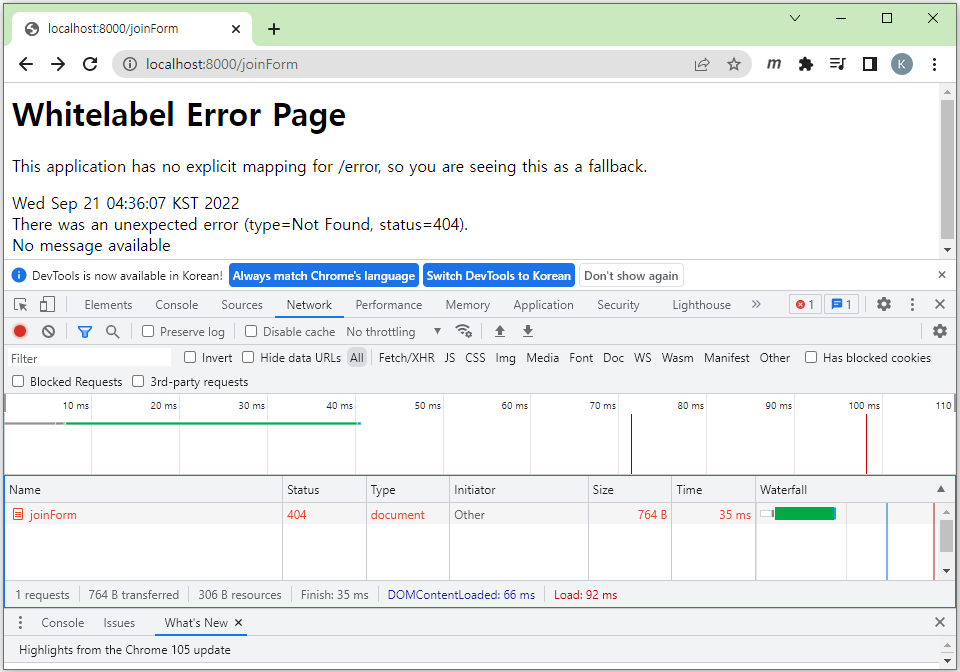 localhost:8000/joinForm
localhost:8000/joinForm
m
K
Whitelabel Error Page
This application has no explicit mapping for /error, so you are seeing this as a fallback.
Wed Sep 21 04:36:07 KST 2022
There was an unexpected error (type=Not Found, status=404).
No message available
DevTools is now available in Korean! Always match Chrome's language Switch DevTools to Korean Don't show again
Elements Console Sources Network Performance Memory Application Security Lighthouse 1 1
Preserve log Disable cache No throttling
Filter Invert Hide data URLs All Fetch/XHR JS CSS Img Media Font Doc WS Wasm Manifest Other Has blocked cookies
Blocked Requests 3rd-party requests
10 ms 20 ms 30 ms 40 ms 50 ms 60 ms 70 ms 80 ms 90 ms 100 ms 110
Name Status Type Initiator Size Time Waterfall
joinForm 404 document Other 764 B 35 ms
1 requests 764 B transferred 306 B resources Finish: 35 ms DOMContentLoaded: 66 ms Load: 92 ms
Console Issues What's New
Highlights from the Chrome 105 update